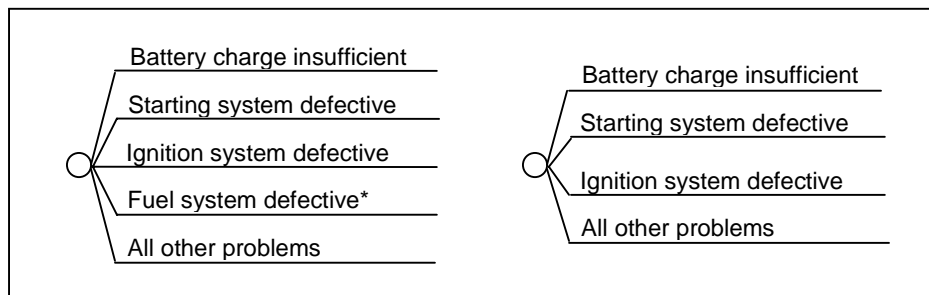 Battery charge insufficient
Starting system defective
Ignition system defective
Fuel system defective*
All other problems
Battery charge insufficient
Starting system defective
Ignition system defective
All other problems